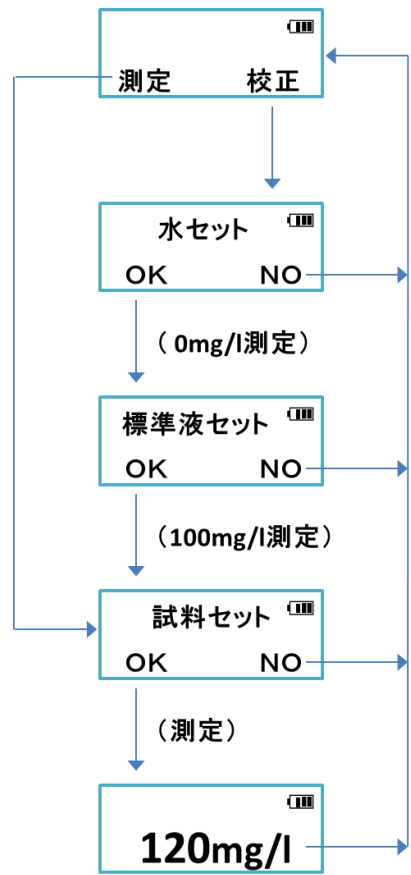 測定 校正
水セット
OK NO
( 0mg/l測定)
標準液セット
OK NO
(100mg/l測定)
試料セット
OK NO
(測定)
120mg/l